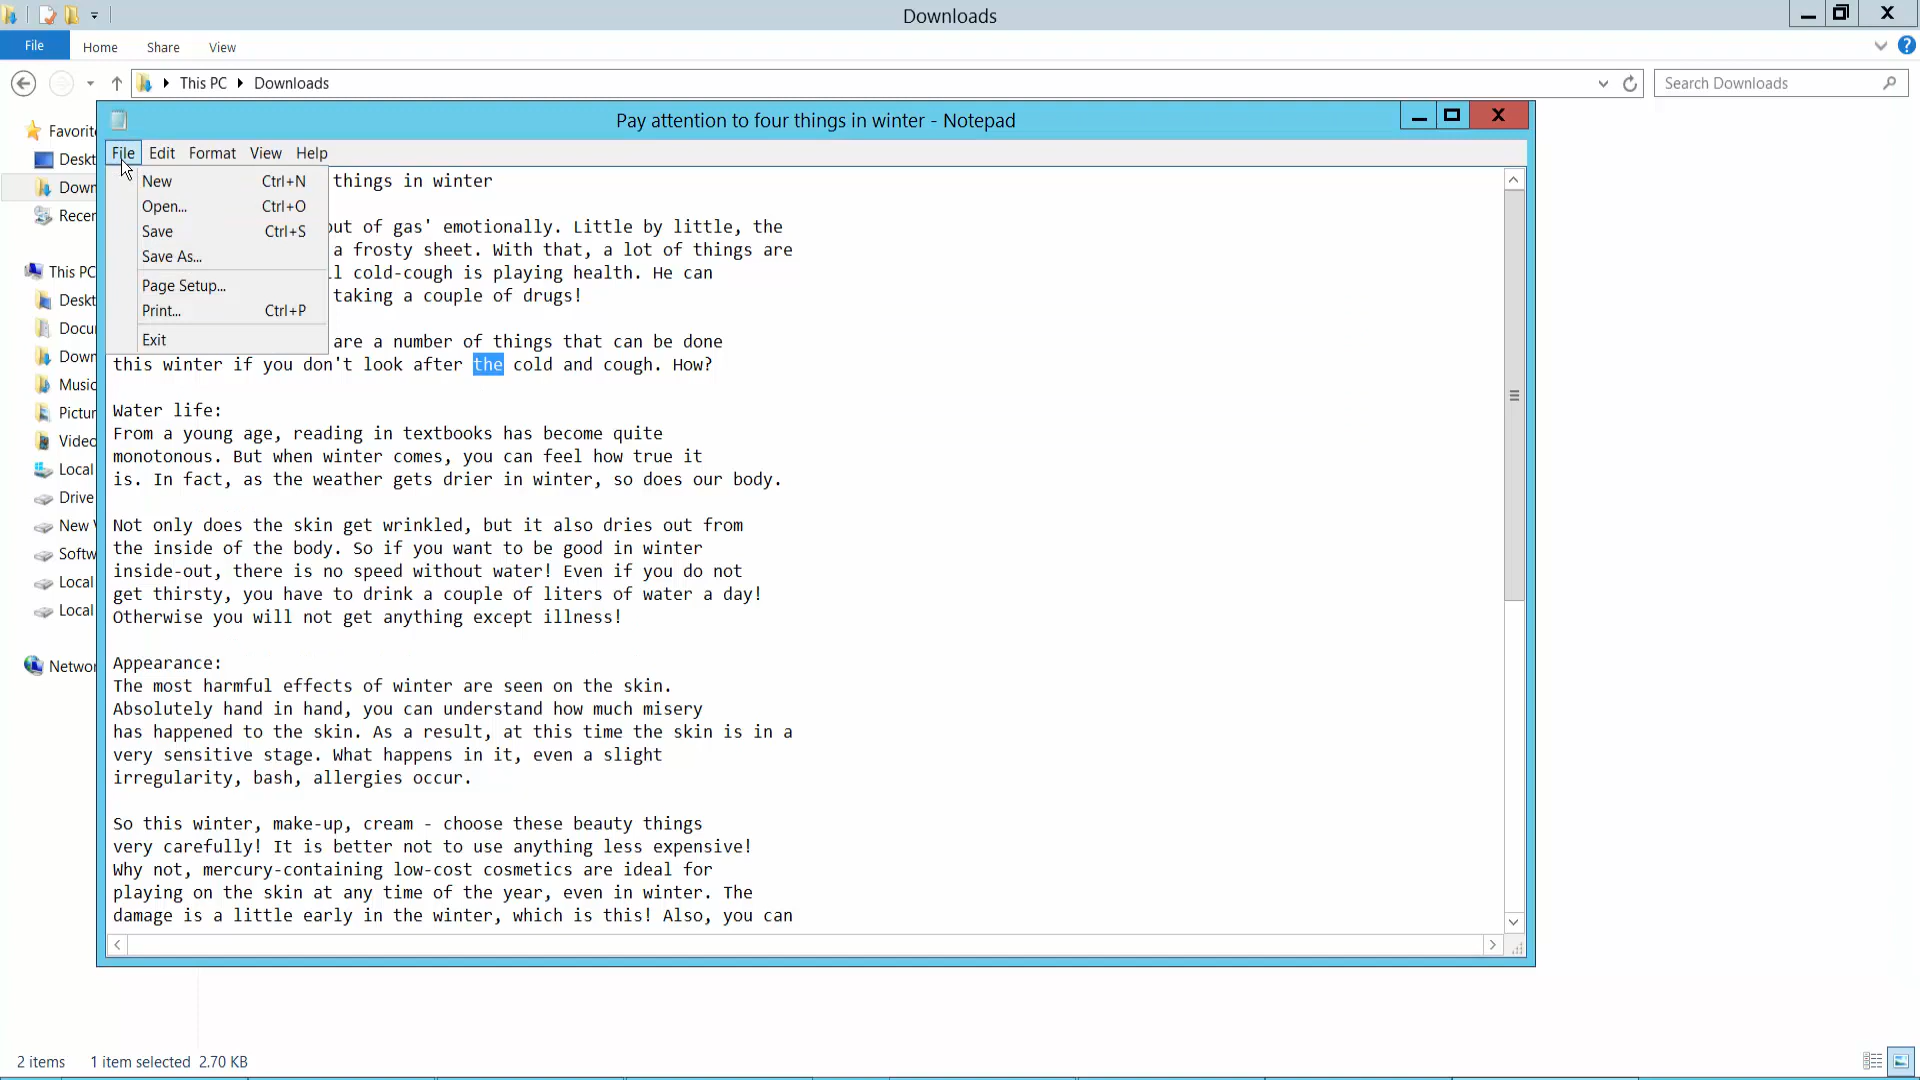 Downloads
File
Home
Share
View
This PC
Downloads
Search Downloads
Pay attention to four things in winter - Notepad
File Edit Format View Help
New Ctrl+N
Open... Ctrl+O
Save Ctrl+S
Save As...
Page Setup...
Print... Ctrl+P
Exit
things in winter
out of gas' emotionally. Little by little, the
a frosty sheet. With that, a lot of things are
cold-cough is playing health. He can
taking a couple of drugs!
are a number of things that can be done
this winter if you don't look after the cold and cough. How?
Water life:
From a young age, reading in textbooks has become quite
monotonous. But when winter comes, you can feel how true it
is. In fact, as the weather gets drier in winter, so does our body.
Not only does the skin get wrinkled, but it also dries out from
the inside of the body. So if you want to be good in winter
inside-out, there is no speed without water! Even if you do not
get thirsty, you have to drink a couple of liters of water a day!
Otherwise you will not get anything except illness!
Appearance:
The most harmful effects of winter are seen on the skin.
Absolutely hand in hand, you can understand how much misery
has happened to the skin. As a result, at this time the skin is in a
very sensitive stage. What happens in it, even a slight
irregularity, bash, allergies occur.
So this winter, make-up, cream - choose these beauty things
very carefully! It is better not to use anything less expensive!
Why not, mercury-containing low-cost cosmetics are ideal for
playing on the skin at any time of the year, even in winter. The
damage is a little early in the winter, which is this! Also, you can
Favorit
Deskt
Down
Recen
This PC
Deskt
Docu
Down
Music
Pictur
Video
Local
Drive
New
Softw
Local
Local
Networ
2 items 1 item selected 2.70 KB